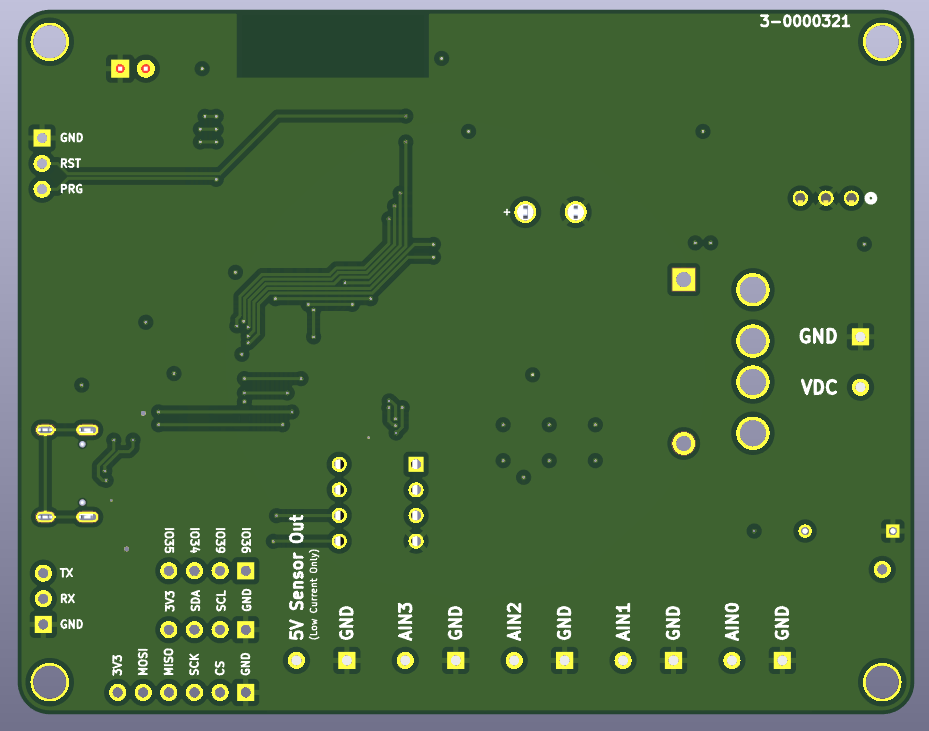 3-0000321
GND
RST
PRG
+
GND
VDC
IO35
IO34
IO39
IO36
TX
RX
GND
3V3
SDA
SCL
GND
5V Sensor Out
(Low Current Only)
GND
AIN3
GND
AIN2
GND
AIN1
GND
AIN0
GND
3V3
MOSI
MISO
SCK
CS
GND